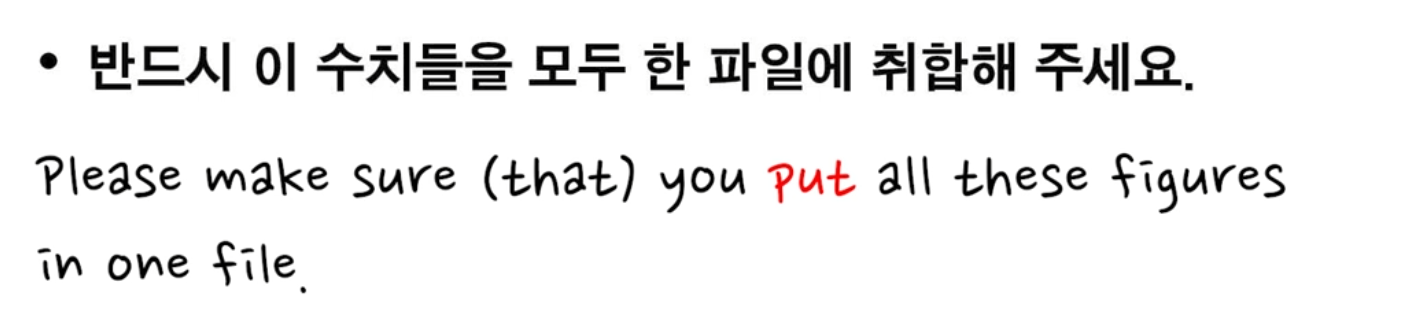 • 반드시 이 수치들을 모두 한 파일에 취합해 주세요.
Please make sure (that) you put all these figures
in one file.